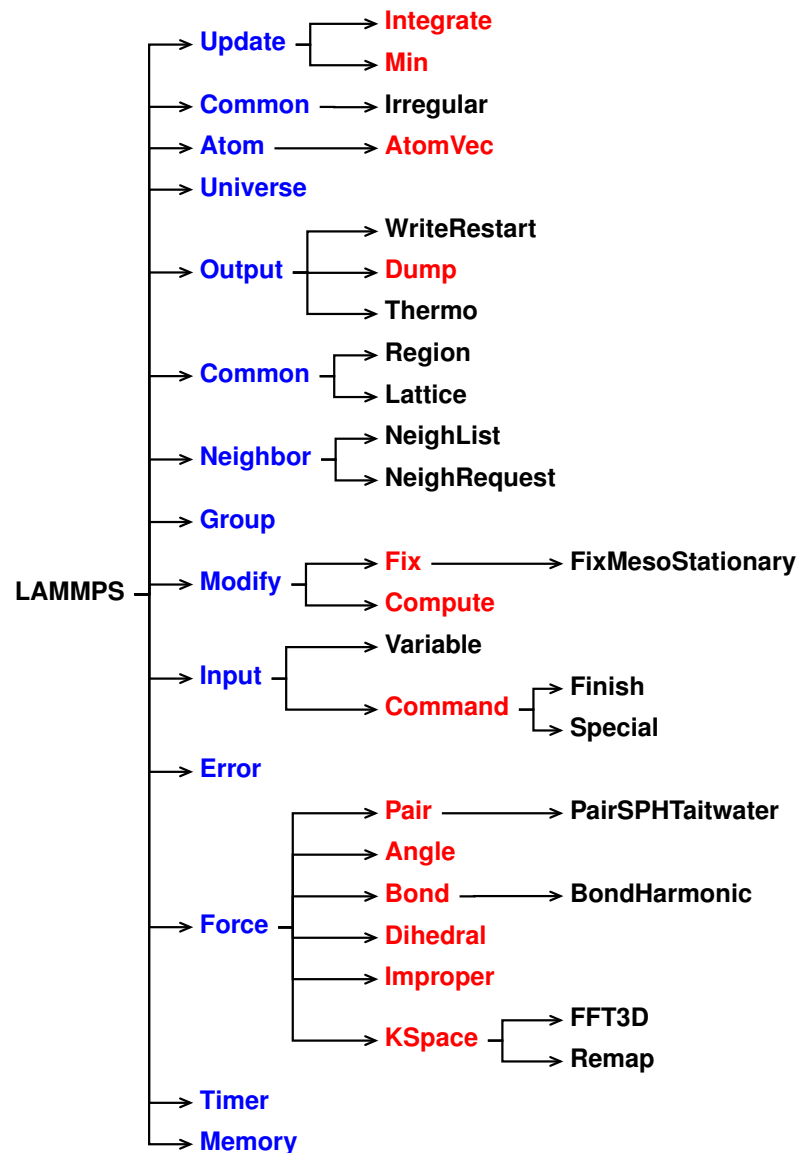 Integrate
Update
Min
Common
Irregular
Atom
AtomVec
Universe
WriteRestart
Output
Dump
Thermo
Region
Common
Lattice
NeighList
Neighbor
NeighRequest
Group
Fix
FixMesoStationary
Modify
LAMMPS
Compute
Variable
Input
Finish
Command
Special
Error
Pair
PairSPHTaitwater
Angle
Bond
BondHarmonic
Force
Dihedral
Improper
FFT3D
KSpace
Remap
Timer
Memory